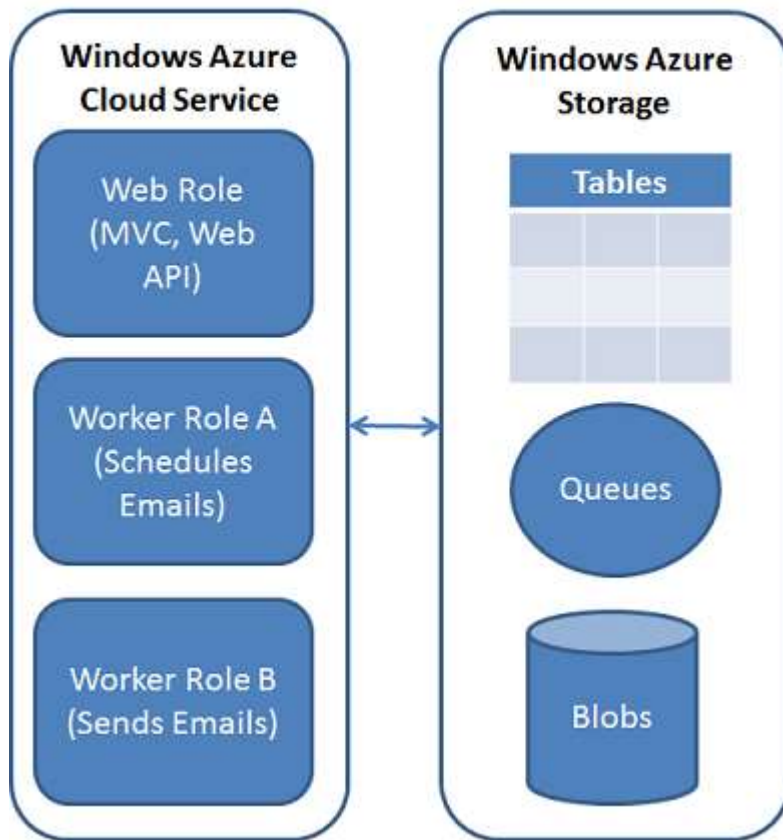 Windows Azure
Cloud Service
Web Role
(MVC, Web
API)
Worker Role A
(Schedules
Emails)
Worker Role B
(Sends Emails)
Windows Azure
Storage
Tables
Queues
Blobs